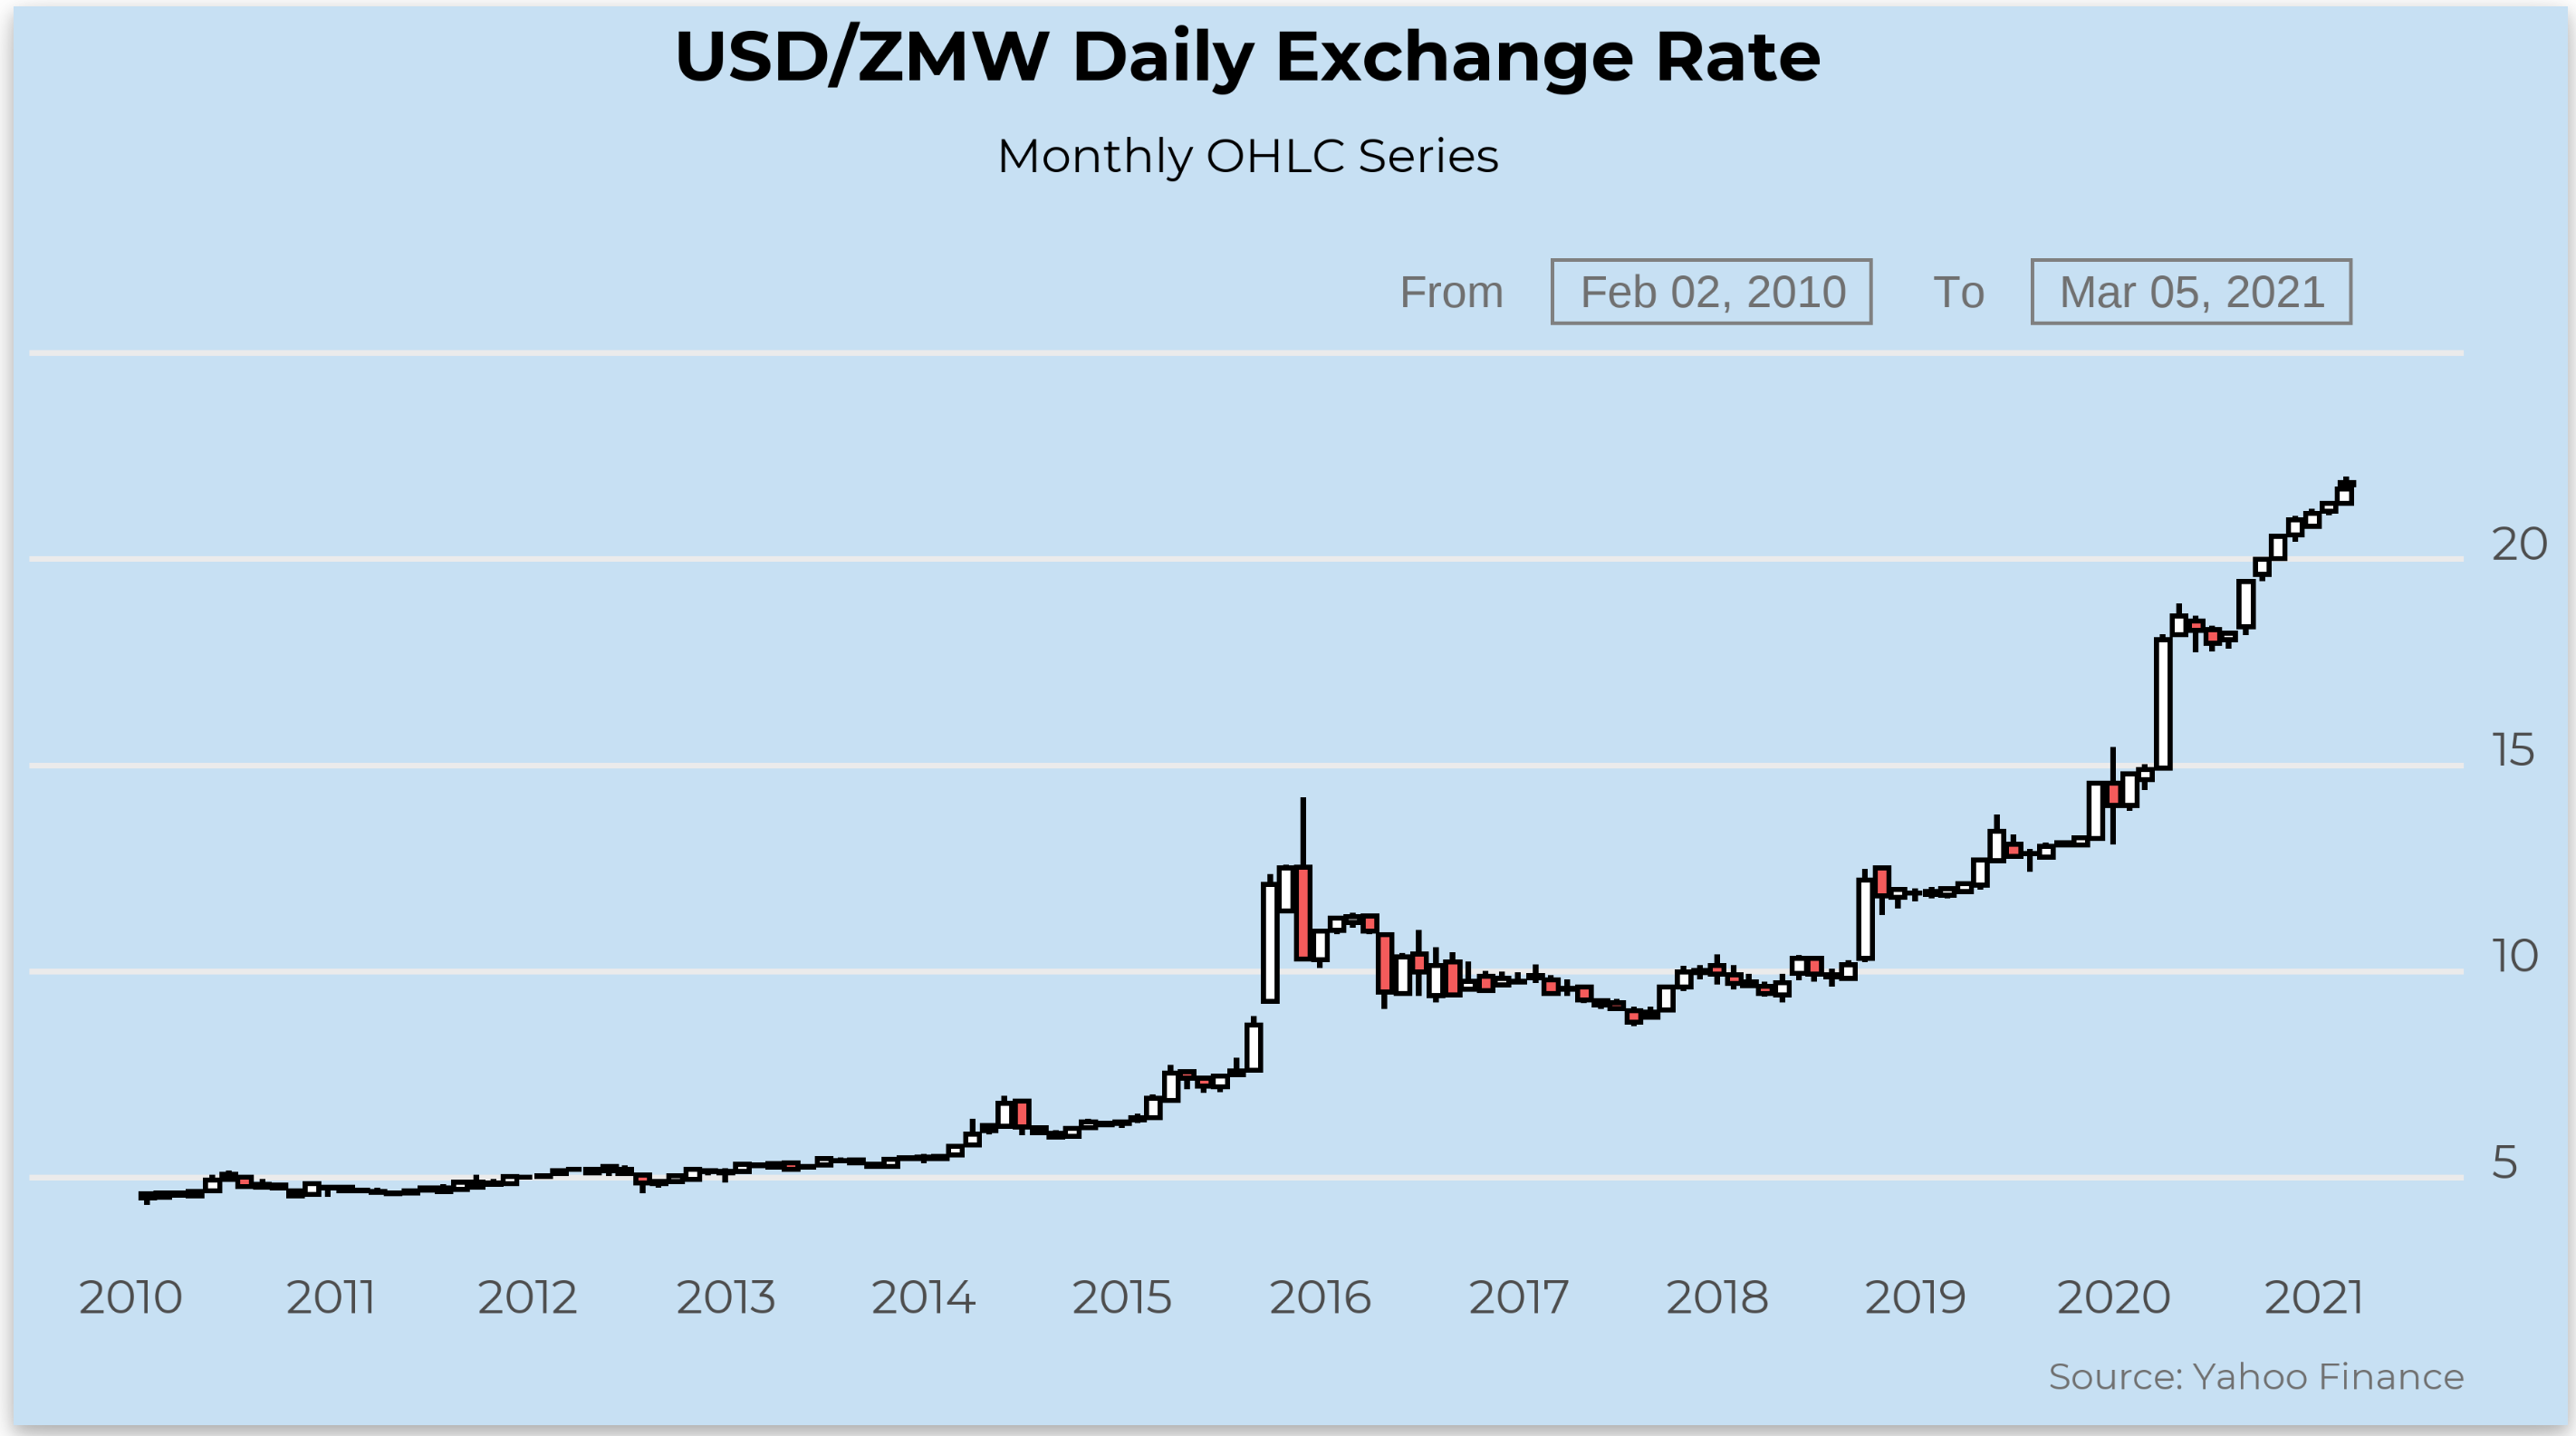 USD/ZMW Daily Exchange Rate
Monthly OHLC Series
From Feb 02, 2010 To Mar 05, 2021
20
15
10
5
2010 2011 2012 2013 2014 2015 2016 2017 2018 2019 2020 2021
Source: Yahoo Finance